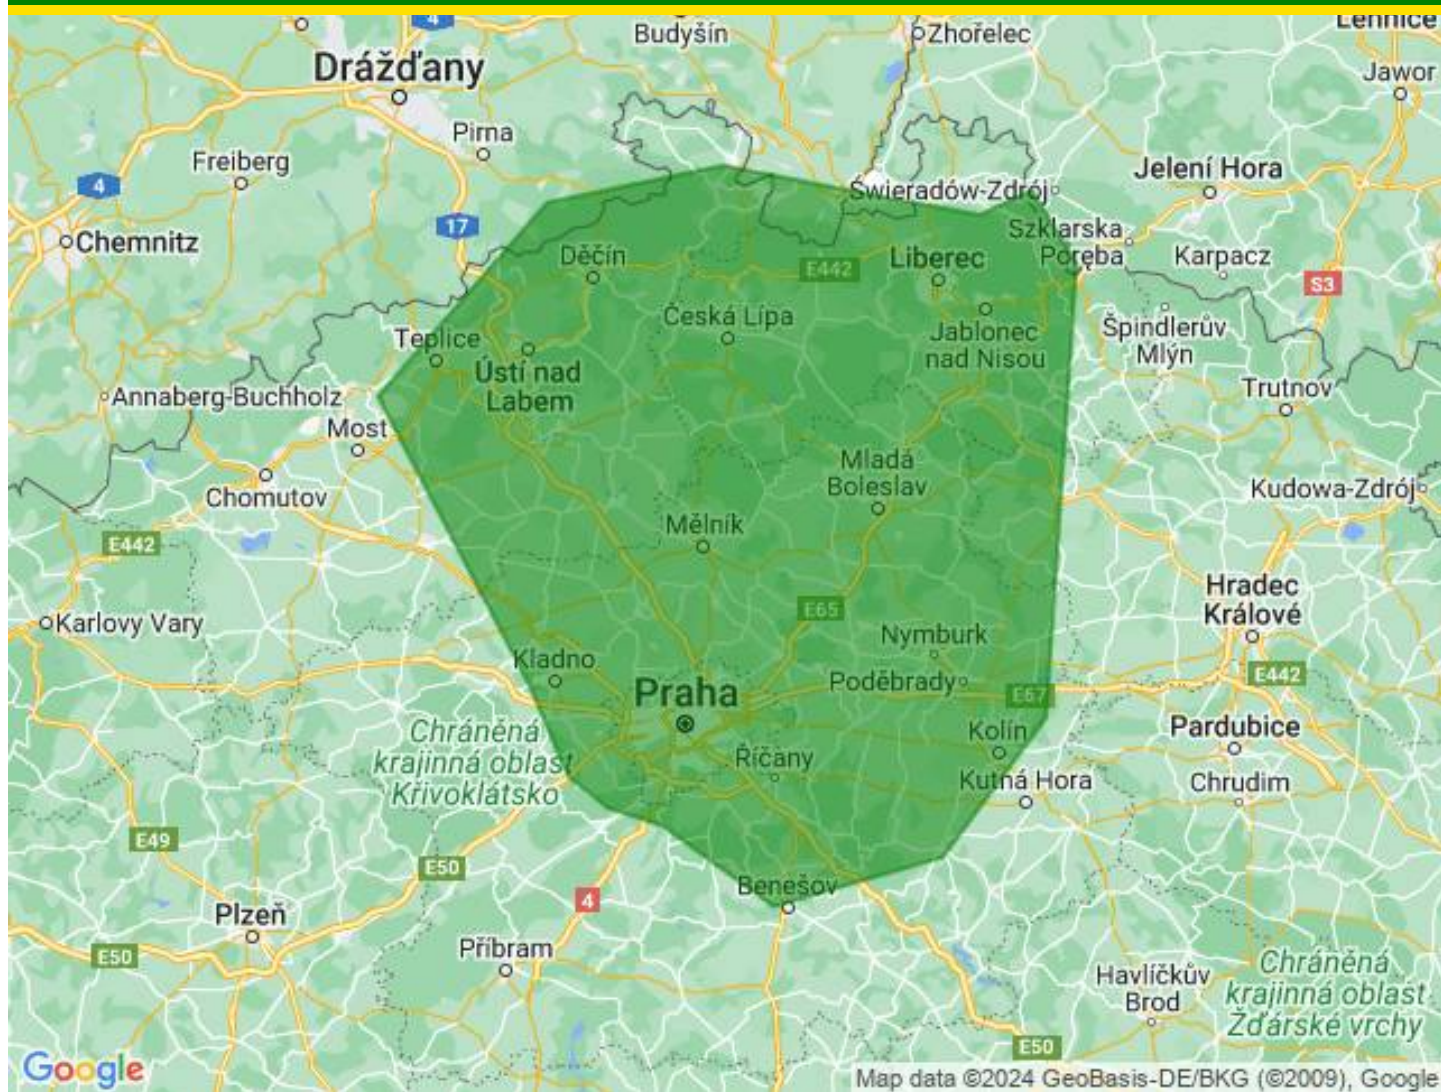 4
Budyšín
Zhořelec
Lehnice
Drážďany
Jawor
Pirna
Freiberg
4
Jelení Hora
Świeradów-Zdrój
17
Chemnitz
Szklarska
Poręba
Karpacz
Děčín
E442
Liberec
S3
Česká Lípa
Jablonec
nad Nisou
Špindlerův
Mlýn
Teplice
Ústí nad
Labem
Annaberg-Buchholz
Trutnov
Most
Mladá
Boleslav
Chomutov
Kudowa-Zdrój
Mělník
E442
Hradec
Králové
E65
Karlovy Vary
Nymburk
Kladno
Praha
Poděbrady
E67
E442
Chráněná
krajinná oblast
Křivoklátsko
Kolín
Pardubice
Říčany
Kutná Hora
Chrudim
E49
E50
Benešov
4
Plzeň
E50
Příbram
Havlíčkův
Brod
Chráněná
krajinná oblast
Žďárské vrchy
E50
Google
Map data ©2024 GeoBasis-DE/BKG (©2009), Google